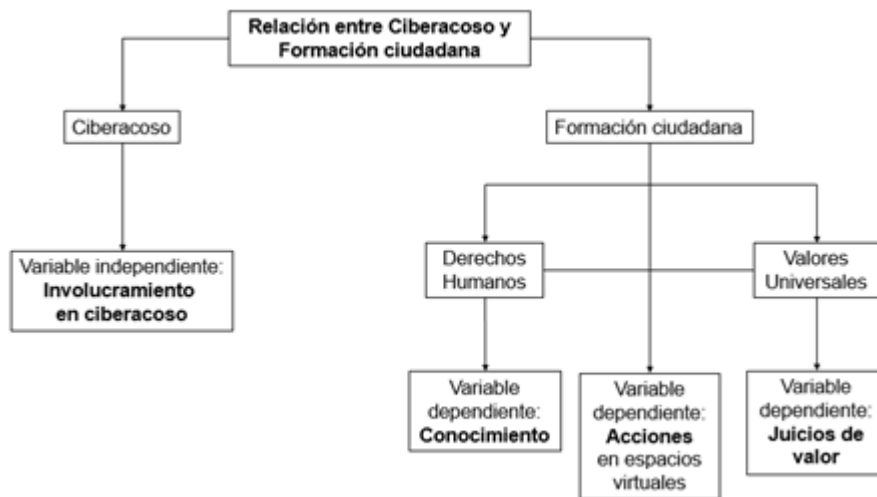 Relación entre Ciberacoso y
Formación ciudadana
Ciberacoso
Formación ciudadana
Variable independiente:
Involucramiento
en ciberacoso
Derechos
Humanos
Valores
Universales
Variable
dependiente:
Conocimiento
Variable
dependiente:
Acciones
en espacios
virtuales
Variable
dependiente:
Juicios de
valor